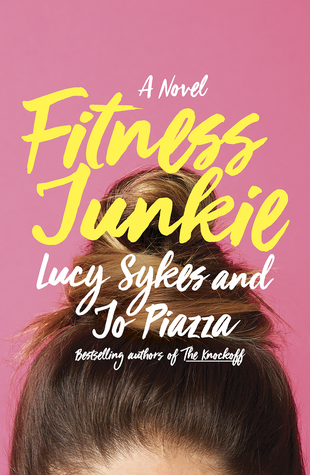 A Novel
Fitness
Junkie
Lucy Sykes and
Jo Piazza
Bestselling authors of The Knockoff